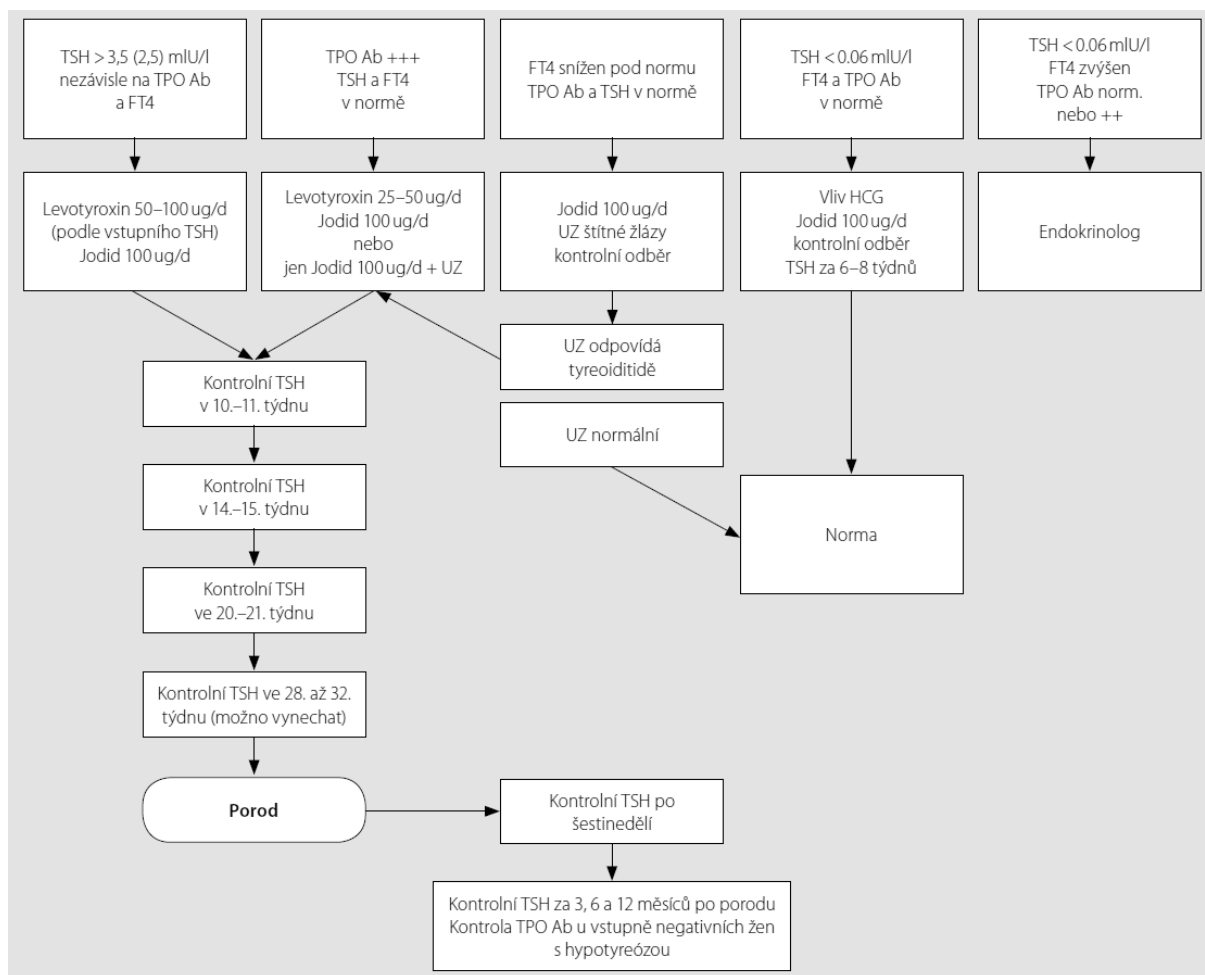 TSH > 3,5 (2,5) mlU/l
nezávisle na TPO Ab
a FT4
TPO Ab +++
TSH a FT4
v normě
FT4 snížen pod normu
TPO Ab a TSH v normě
TSH < 0.06 mlU/l
FT4 a TPO Ab
v normě
TSH < 0.06 mlU/l
FT4 zvýšen
TPO Ab norm.
nebo ++
Levotyroxin 50–100 ug/d
(podle vstupního TSH)
Jodid 100 ug/d
Levotyroxin 25–50 ug/d
Jodid 100 ug/d
nebo
jen Jodid 100 ug/d + UZ
Jodid 100 ug/d
UZ štítné žlázy
kontrolní odběr
Vliv HCG
Jodid 100 ug/d
kontrolní odběr
TSH za 6–8 týdnů
Endokrinolog
UZ odpovídá
tyreoiditidě
Kontrolní TSH
v 10.–11. týdnu
UZ normální
Kontrolní TSH
v 14.–15. týdnu
Norma
Kontrolní TSH
ve 20.–21. týdnu
Kontrolní TSH ve 28. až 32.
týdnu (možno vynechat)
Porod
Kontrolní TSH po
šestinedělí
Kontrolní TSH za 3, 6 a 12 měsíců po porodu
Kontrola TPO Ab u vstupně negativních žen
s hypotyreózou